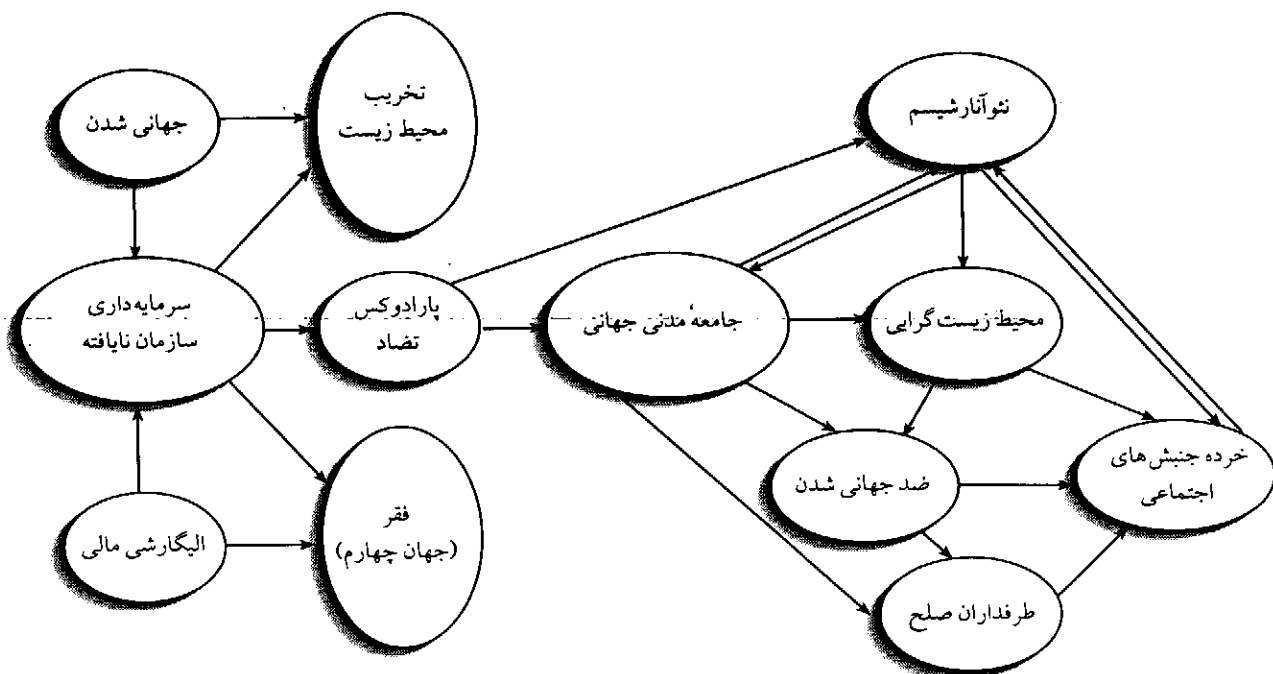 نئوآنارشیسم
تخریب
محیط زیست
جهانی شدن
محیط زیست گرایی
جامعهٔ مدنی جهانی
پارادوکس
تضاد
سرمایه‌داری
سازمان نایافته
خرده جنبش‌های
اجتماعی
ضد جهانی شدن
فقر
(جهان چهارم)
الیگارشی مالی
طرفداران صلح